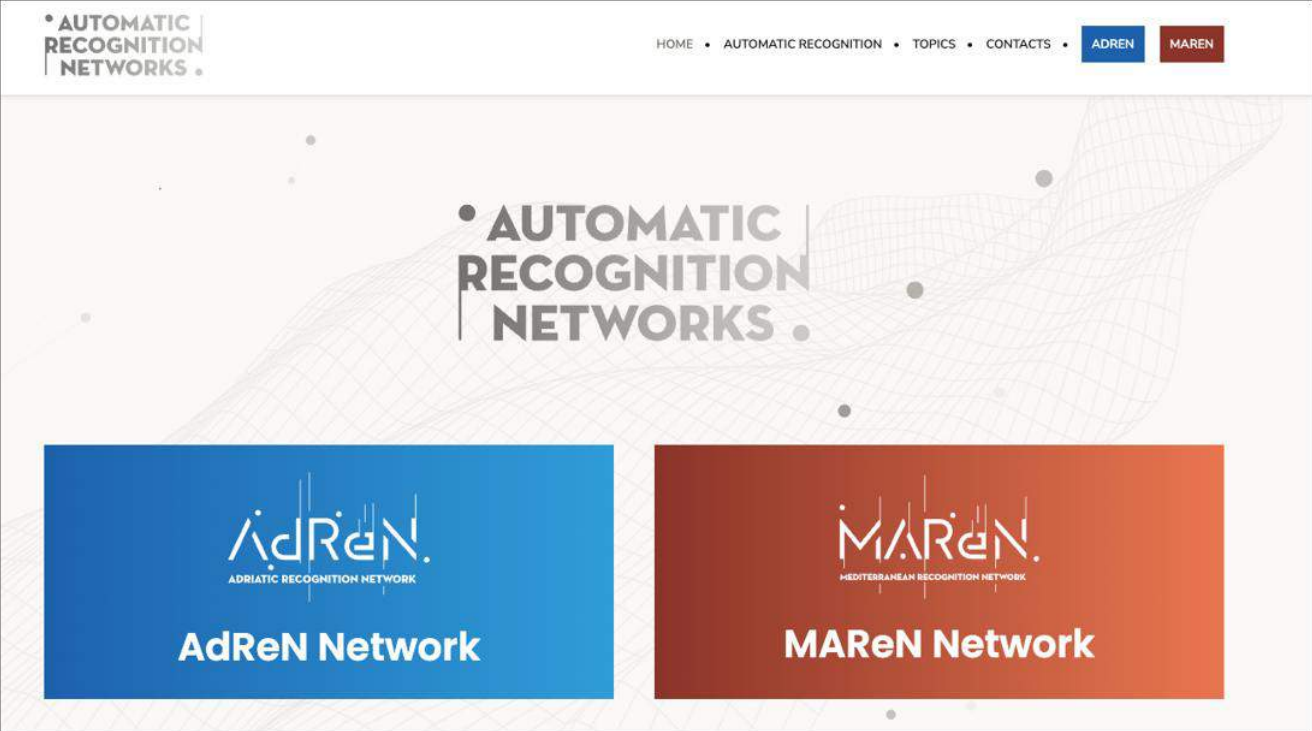 AUTOMATIC
RECOGNITION
NETWORKS
HOME • AUTOMATIC RECOGNITION • TOPICS • CONTACTS • ADREN MAREN
AUTOMATIC
RECOGNITION
NETWORKS
AdReN
ADRIATIC RECOGNITION NETWORK
AdReN Network
MAReN
MEDITERRANEAN RECOGNITION NETWORK
MAReN Network